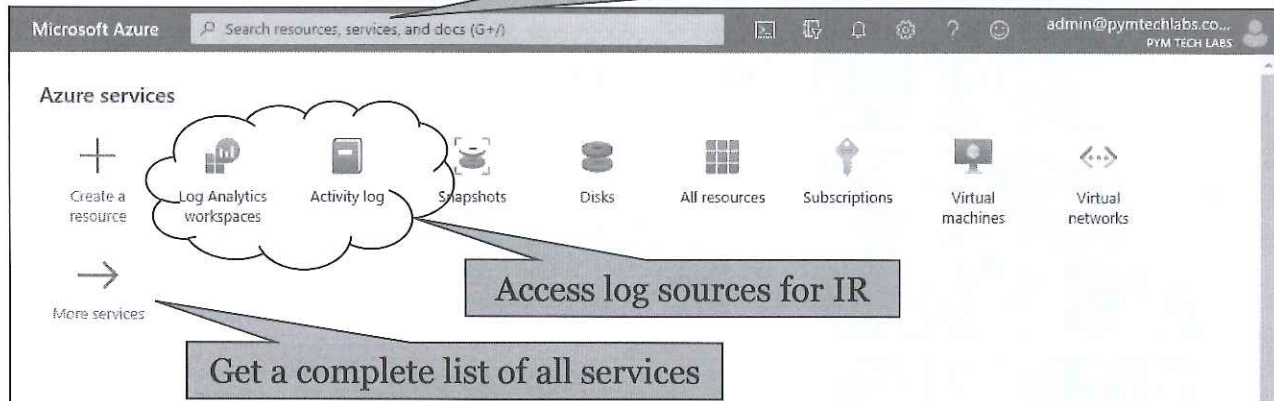 Microsoft Azure
Search resources, services, and docs (G+/)
admin@pymtechlabs.co...
PYM TECH LABS
Azure services
Create a resource
Log Analytics workspaces
Activity log
Snapshots
Disks
All resources
Subscriptions
Virtual machines
Virtual networks
More services
Access log sources for IR
Get a complete list of all services